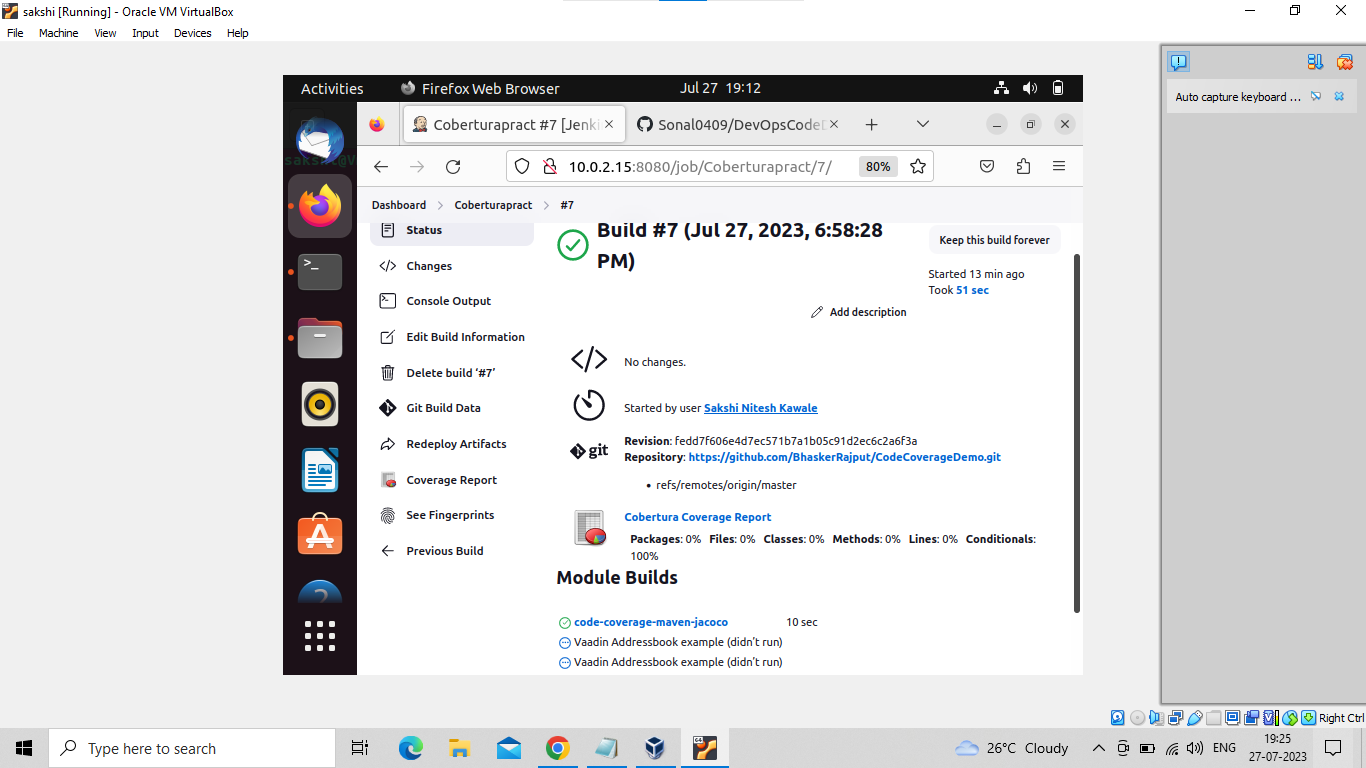 sakshi [Running] - Oracle VM VirtualBox
File Machine View Input Devices Help
Auto capture keyboard ...
Activities Firefox Web Browser Jul 27 19:12
Coberturapract #7 [Jenki
Sonal0409/DevOpsCodeD
10.0.2.15:8080/job/Coberturapract/7/ 80%
Dashboard Coberturapract #7
Status
Changes
Console Output
Edit Build Information
Delete build ‘#7’
Git Build Data
Redeploy Artifacts
Coverage Report
See Fingerprints
Previous Build
Build #7 (Jul 27, 2023, 6:58:28
PM)
Keep this build forever
Started 13 min ago
Took 51 sec
Add description
No changes.
Started by user Sakshi Nitesh Kawale
git
Revision: fedd7f606e4d7ec571b7a1b05c91d2ec6c2a6f3a
Repository: https://github.com/BhaskerRajput/CodeCoverageDemo.git
refs/remotes/origin/master
Cobertura Coverage Report
Packages: 0% Files: 0% Classes: 0% Methods: 0% Lines: 0% Conditionals:
100%
Module Builds
code-coverage-maven-jacoco 10 sec
Vaadin Addressbook example (didn't run)
Vaadin Addressbook example (didn't run)
Right Ctrl
Type here to search
26°C Cloudy
ENG
19:25
27-07-2023